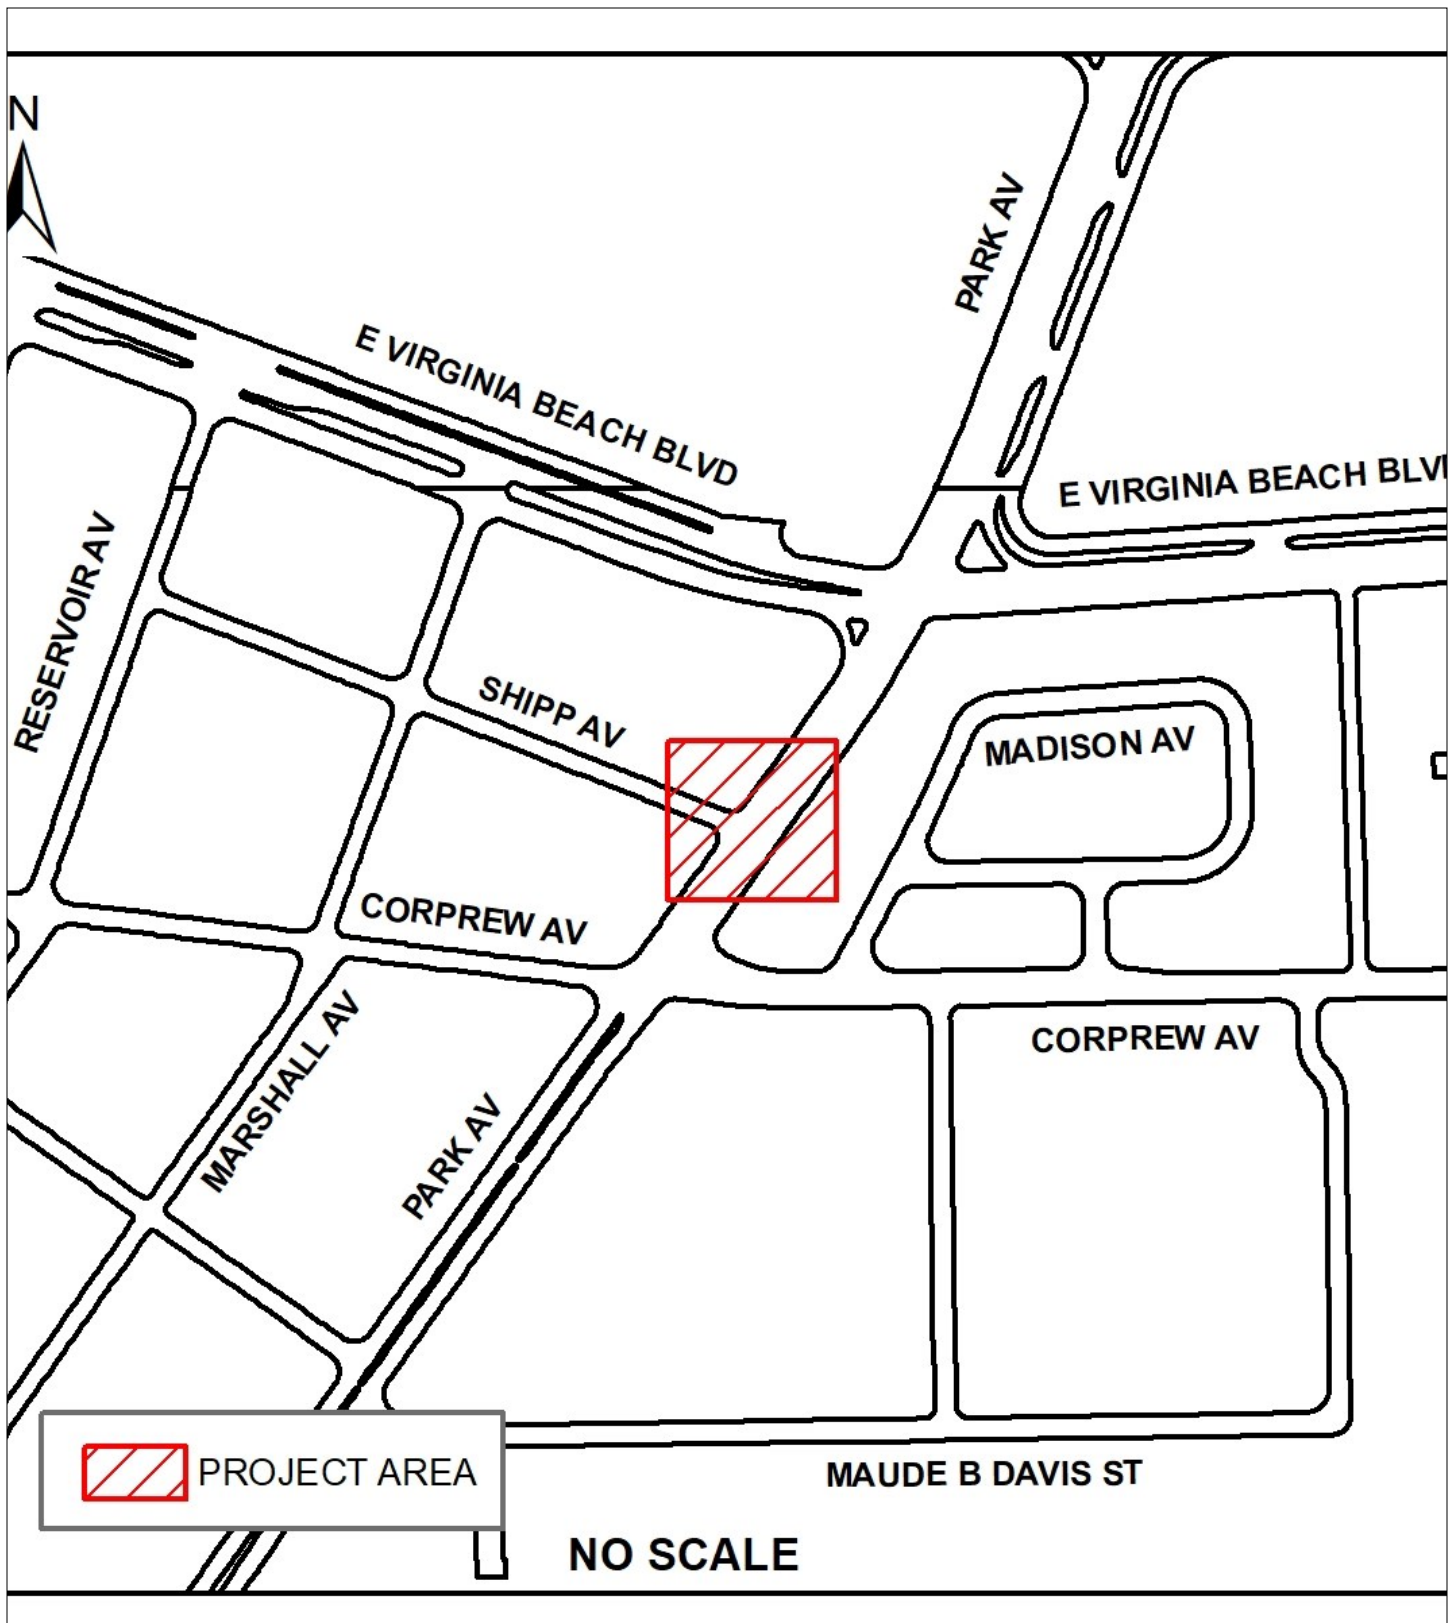 N
PARK AV
E VIRGINIA BEACH BLVD
E VIRGINIA BEACH BLV
RESERVOIR AV
SHIPP AV
MADISON AV
CORPREW AV
MARSHALL AV
CORPREW AV
PARK AV
PROJECT AREA
MAUDE B DAVIS ST
NO SCALE